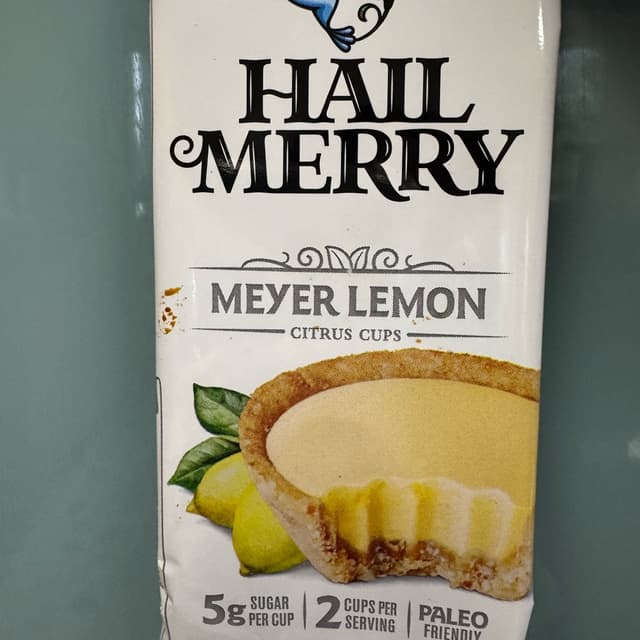 HAIL
MERRY
MEYER LEMON
CITRUS CUPS
5g SUGAR PER CUP
2 CUPS PER SERVING
PALEO FRIENDLY